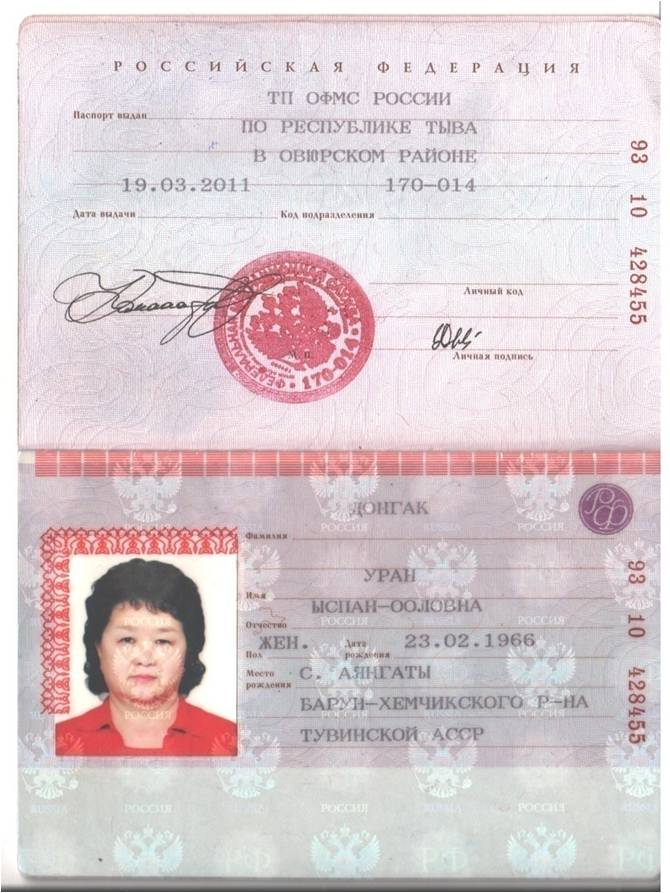 РОССИЙСКАЯ ФЕДЕРАЦИЯ
ТП ОФМС РОССИИ
Паспорт выдан
ПО РЕСПУБЛИКЕ ТЫВА
В ОВЮРСКОМ РАЙОНЕ
19.03.2011 170-014
Дата выдачи Код подразделения
93 10 428455
Личный код
М. П.
170-014
Личная подпись
ДОНГАК
РФ
Фамилия
УРАН
Имя
ЫСПАН-ООЛОВНА
Отчество
ЖЕН. 23.02.1966
Пол Дата рождения
Место рождения С. АЯНГАТЫ
БАРУН-ХЕМЧИКСКОГО Р-НА
ТУВИНСКОЙ АССР
93 10 428455
РОССИЯ
RUSSIA